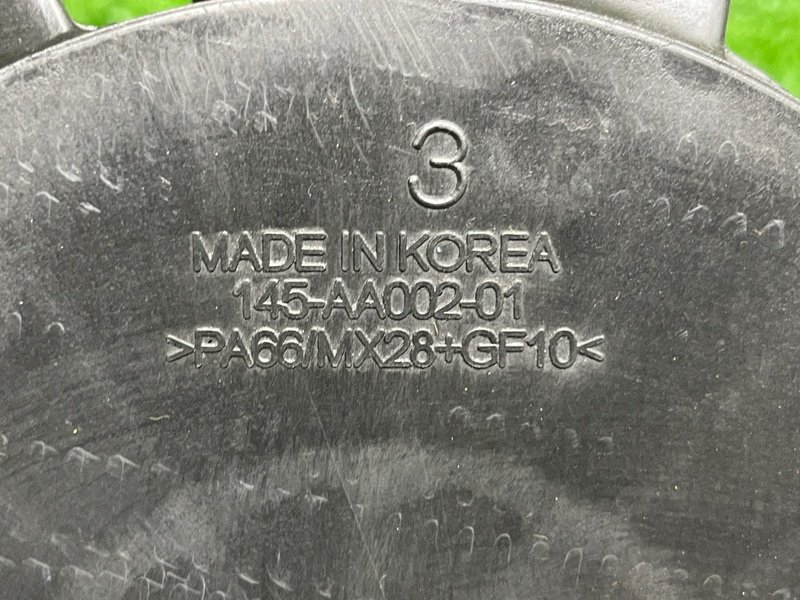 3
MADE IN KOREA
145-AA002-01
>PA66/MX28+GF10<